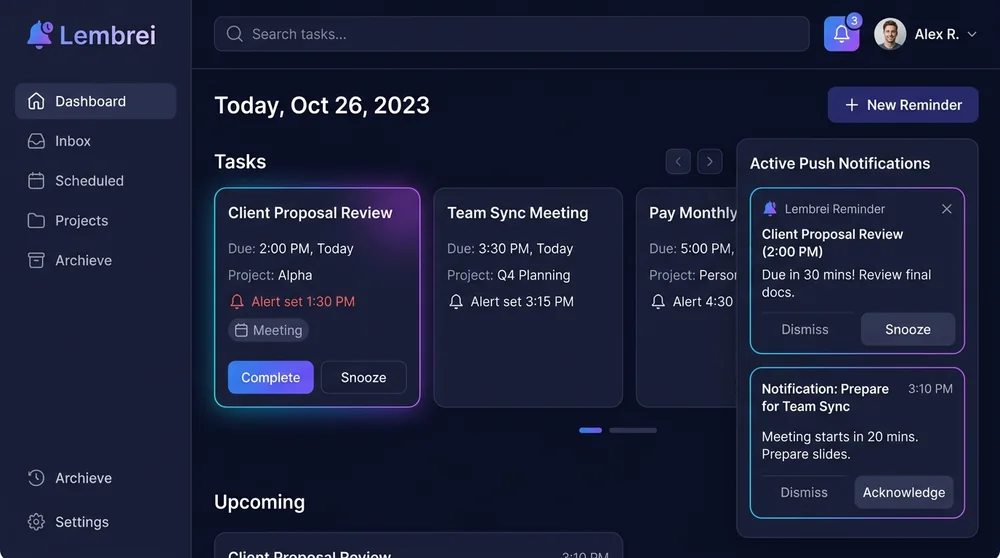 Lembrei
Search tasks...
3
Alex R.
Dashboard
Inbox
Scheduled
Projects
Archieve
Archieve
Settings
Today, Oct 26, 2023
New Reminder
Tasks
Client Proposal Review
Due: 2:00 PM, Today
Project: Alpha
Alert set 1:30 PM
Meeting
Complete
Snooze
Team Sync Meeting
Due: 3:30 PM, Today
Project: Q4 Planning
Alert set 3:15 PM
Pay Monthly
Due: 5:00 PM,
Project: Person
Alert 4:30
Active Push Notifications
Lembrei Reminder
Client Proposal Review
(2:00 PM)
Due in 30 mins! Review final
docs.
Dismiss
Snooze
Notification: Prepare
for Team Sync
3:10 PM
Meeting starts in 20 mins.
Prepare slides.
Dismiss
Acknowledge
Upcoming
Client Proposal Review
3:10 PM